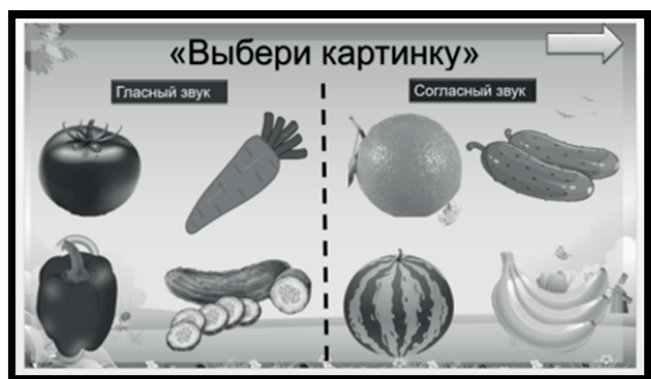 «Выбери картинку»
Гласный звук
Согласный звук